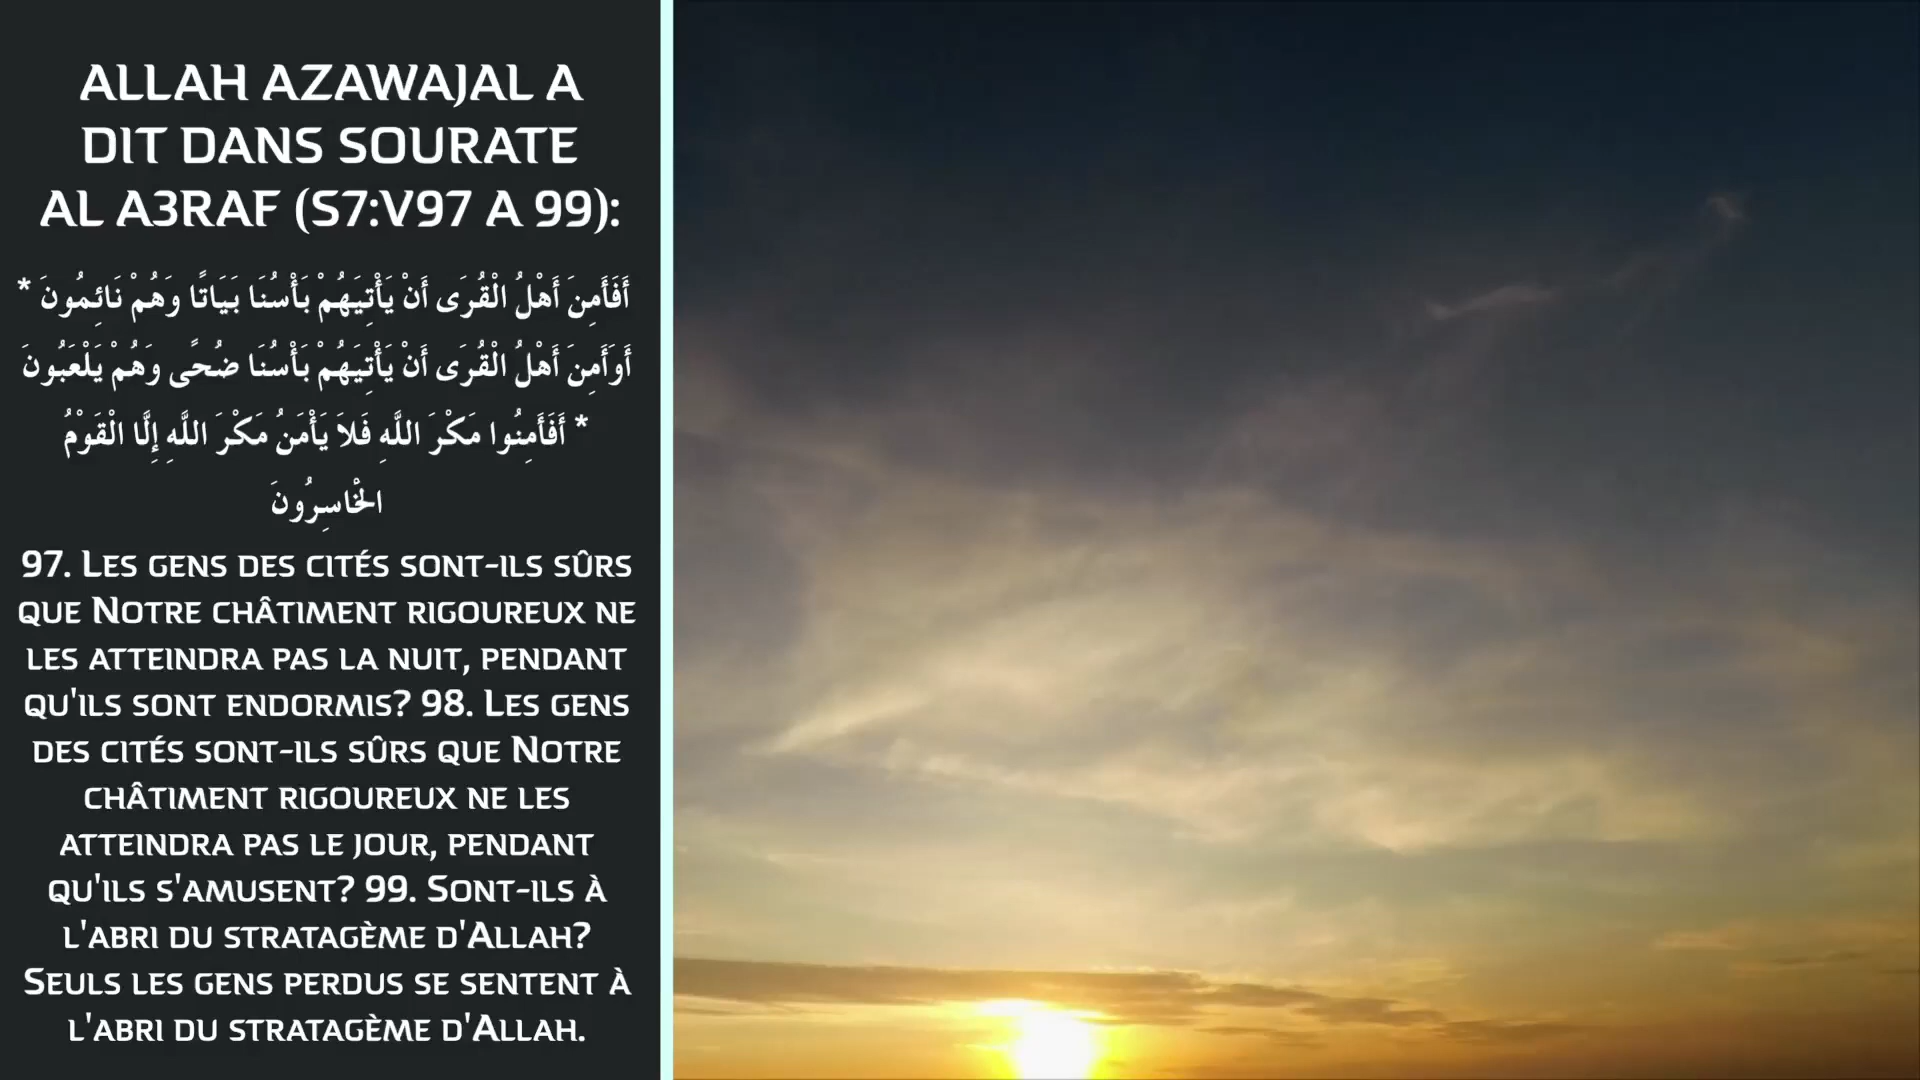 ALLAH AZAWAJAL A
DIT DANS SOURATE
AL A3RAF (S7:V97 A 99):
أَفَأَمِنَ أَهْلُ الْقُرَى أَنْ يَأْتِيَهُمْ بَأْسُنَا بَيَاتًا وَهُمْ نَائِمُونَ *
أَوَأَمِنَ أَهْلُ الْقُرَى أَنْ يَأْتِيَهُمْ بَأْسُنَا ضُحًى وَهُمْ يَلْعَبُونَ
* أَفَأَمِنُوا مَكْرَ اللَّهِ فَلاَ يَأْمَنُ مَكْرَ اللَّهِ إِلَّا الْقَوْمُ
الْخَاسِرُونَ
97. Les gens des cités sont-ils sûrs
que Notre châtiment rigoureux ne
les atteindra pas la nuit, pendant
qu'ils sont endormis? 98. Les gens
des cités sont-ils sûrs que Notre
châtiment rigoureux ne les
atteindra pas le jour, pendant
qu'ils s'amusent? 99. Sont-ils à
l'abri du stratagème d'Allah?
Seuls les gens perdus se sentent à
l'abri du stratagème d'Allah.